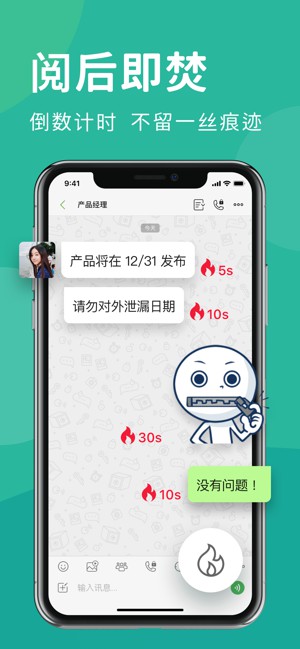 阅后即焚
倒数计时 不留一丝痕迹
9:41
产品经理
今天
产品将在 12/31 发布
5s
请勿对外泄漏日期
10s
30s
没有问题！
10s
输入讯息...